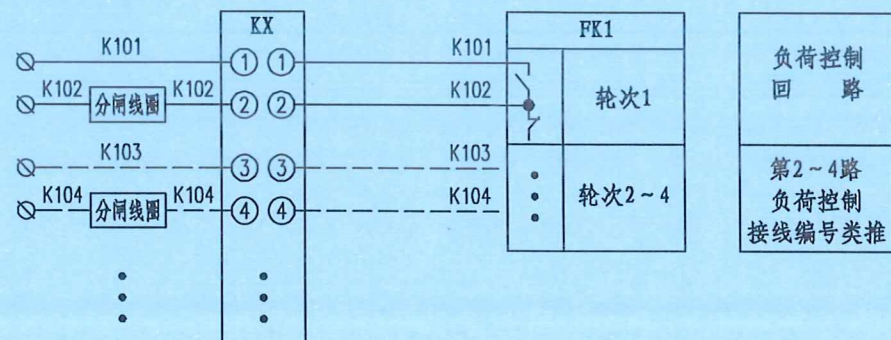 KX
FK1
K101
① ①
K101
K102
分闸线圈
K102
② ②
K102
轮次1
负荷控制
回 路
K103
③ ③
K103
K104
分闸线圈
K104
④ ④
K104
轮次2~4
第2~4路
负荷控制
接线编号类推